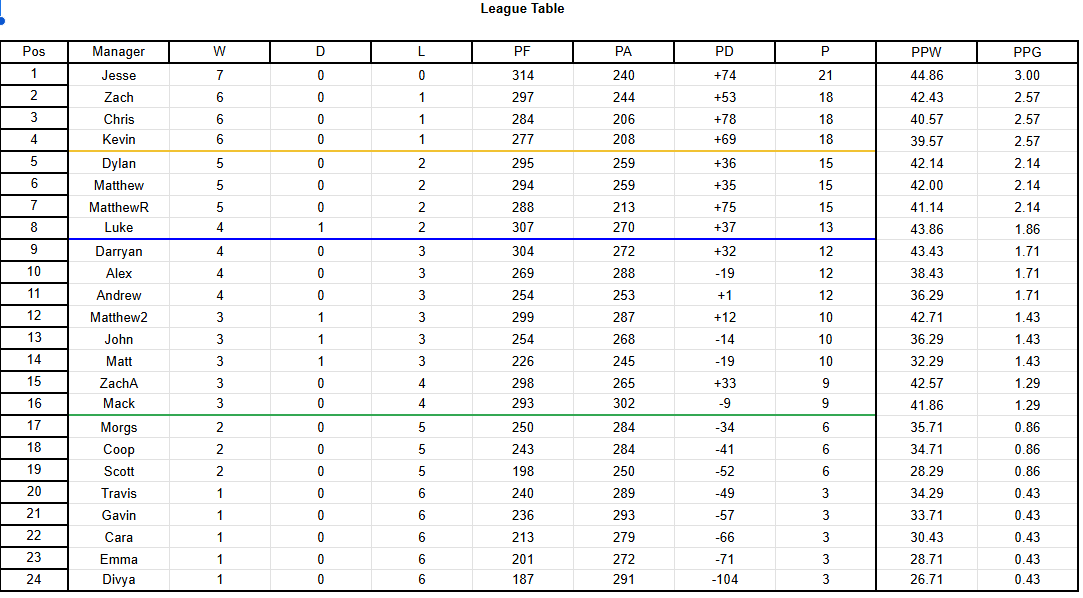 League Table
Pos Manager W D L PF PA PD P PPW PPG
1 Jesse 7 0 0 314 240 +74 21 44.86 3.00
2 Zach 6 0 1 297 244 +53 18 42.43 2.57
3 Chris 6 0 1 284 206 +78 18 40.57 2.57
4 Kevin 6 0 1 277 208 +69 18 39.57 2.57
5 Dylan 5 0 2 295 259 +36 15 42.14 2.14
6 Matthew 5 0 2 294 259 +35 15 42.00 2.14
7 MatthewR 5 0 2 288 213 +75 15 41.14 2.14
8 Luke 4 1 2 307 270 +37 13 43.86 1.86
9 Darryan 4 0 3 304 272 +32 12 43.43 1.71
10 Alex 4 0 3 269 288 -19 12 38.43 1.71
11 Andrew 4 0 3 254 253 +1 12 36.29 1.71
12 Matthew2 3 1 3 299 287 +12 10 42.71 1.43
13 John 3 1 3 254 268 -14 10 36.29 1.43
14 Matt 3 1 3 226 245 -19 10 32.29 1.43
15 ZachA 3 0 4 298 265 +33 9 42.57 1.29
16 Mack 3 0 4 293 302 -9 9 41.86 1.29
17 Morgs 2 0 5 250 284 -34 6 35.71 0.86
18 Coop 2 0 5 243 284 -41 6 34.71 0.86
19 Scott 2 0 5 198 250 -52 6 28.29 0.86
20 Travis 1 0 6 240 289 -49 3 34.29 0.43
21 Gavin 1 0 6 236 293 -57 3 33.71 0.43
22 Cara 1 0 6 213 279 -66 3 30.43 0.43
23 Emma 1 0 6 201 272 -71 3 28.71 0.43
24 Divya 1 0 6 187 291 -104 3 26.71 0.43